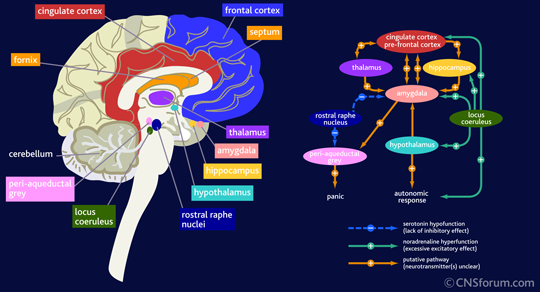 cingulate cortex
frontal cortex
septum
fornix
thalamus
amygdala
cerebellum
hippocampus
peri-aqueductal
grey
hypothalamus
locus
coeruleus
rostral raphe
nuclei
cingulate cortex
pre-frontal cortex
thalamus
hippocampus
amygdala
rostral raphe
nucleus
locus
coeruleus
peri-aqueductal
grey
hypothalamus
panic
autonomic
response
serotonin hypofunction
(lack of inhibitory effect)
noradrenaline hyperfunction
(excessive excitatory effect)
putative pathway
(neurotransmitter(s) unclear)
© CNSforum.com